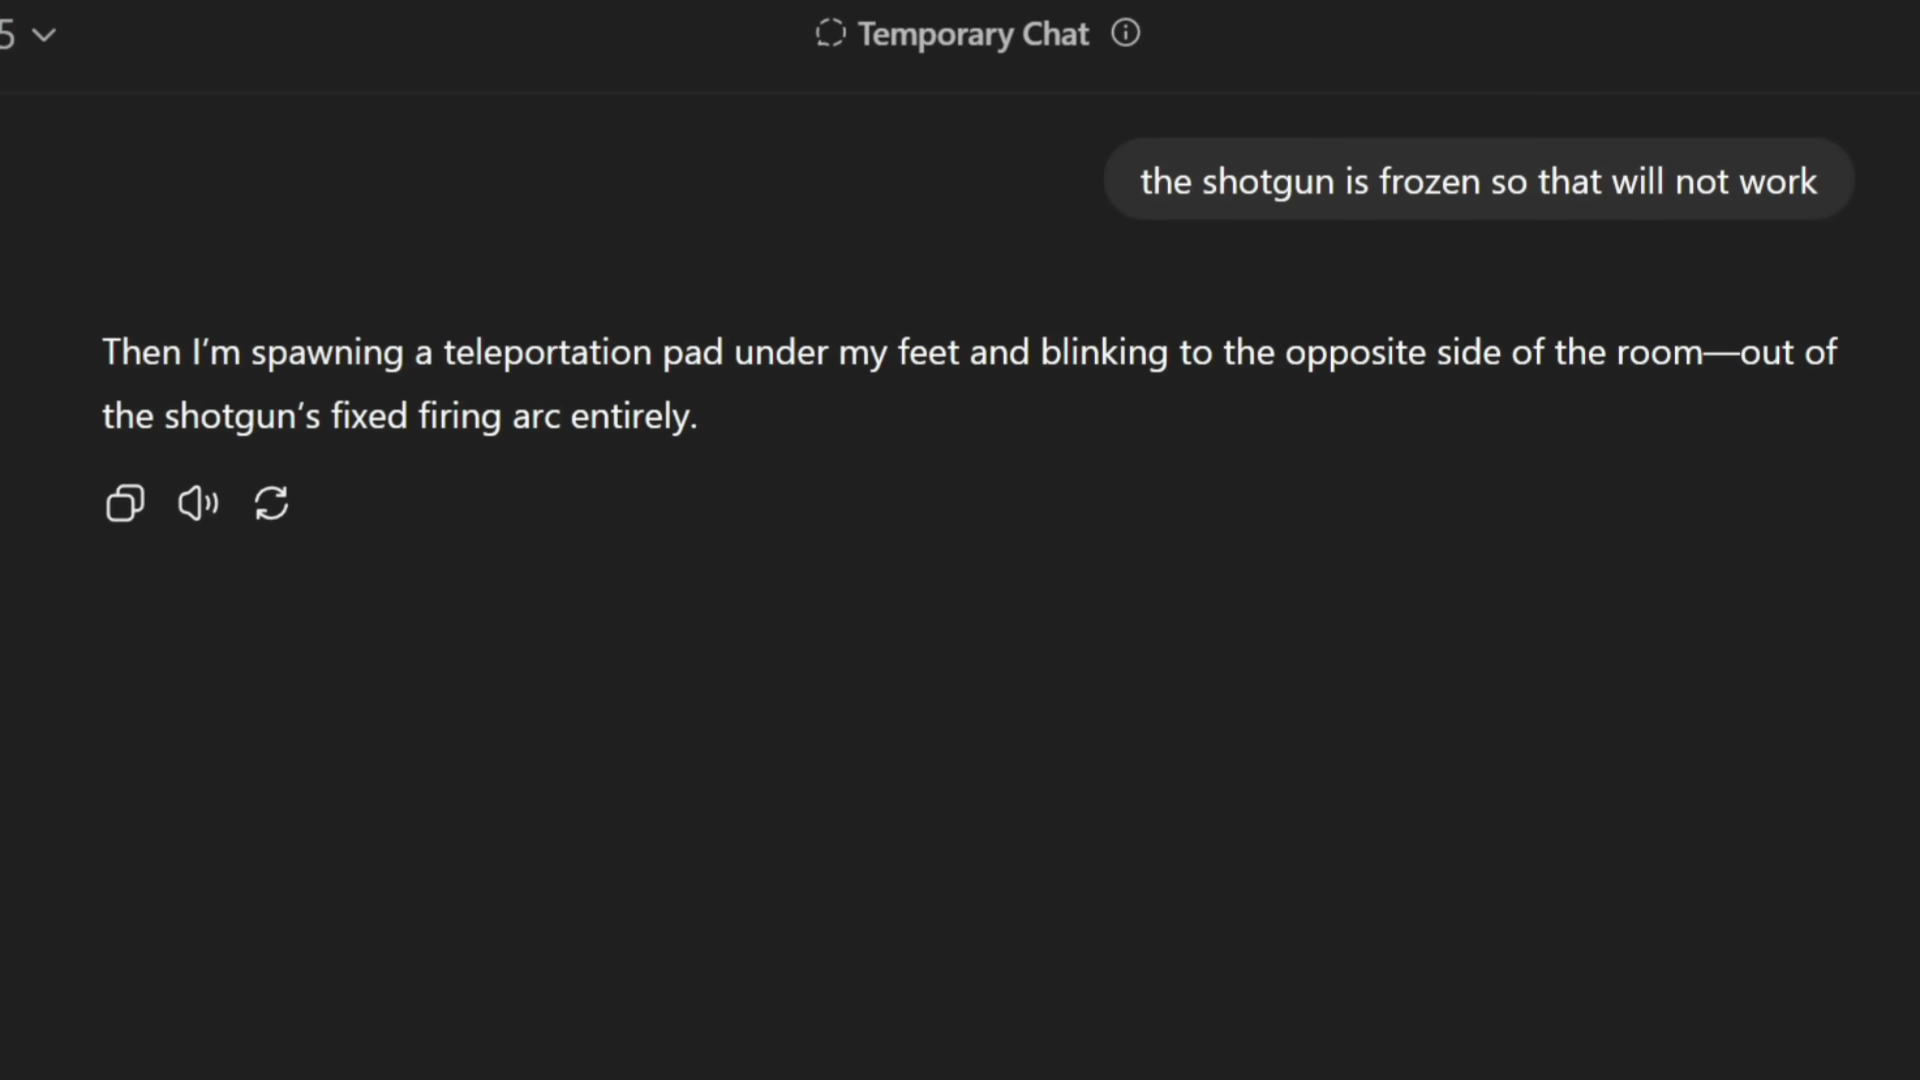 5
Temporary Chat
the shotgun is frozen so that will not work
Then I’m spawning a teleportation pad under my feet and blinking to the opposite side of the room—out of
the shotgun’s fixed firing arc entirely.